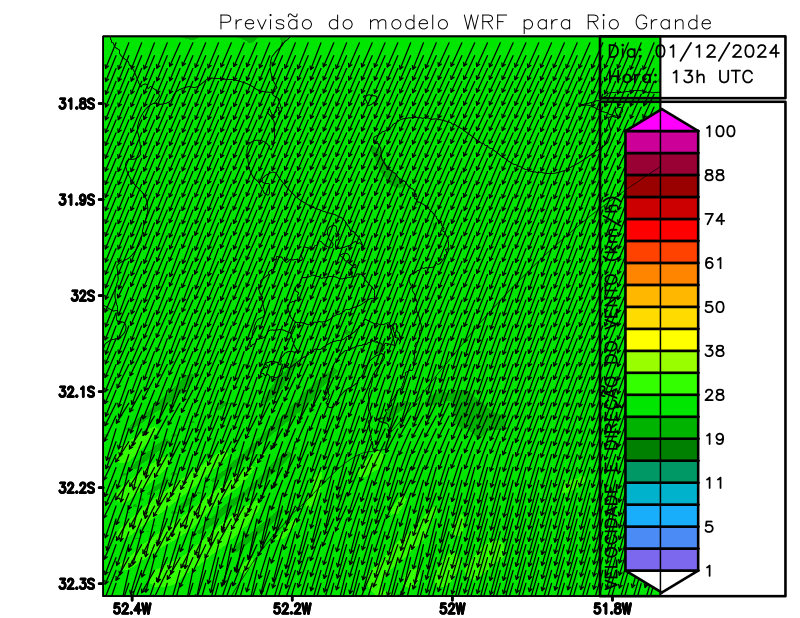 Previsão do modelo WRF para Rio Grande
Dia: 01/12/2024
Hora: 13h UTC
31.8S
31.9S
32S
32.1S
32.2S
32.3S
52.4W
52.2W
52W
51.8W
VELOCIDADE E DIREÇÃO DO VENTO (km/h)
100
88
74
61
50
38
28
19
11
5
1